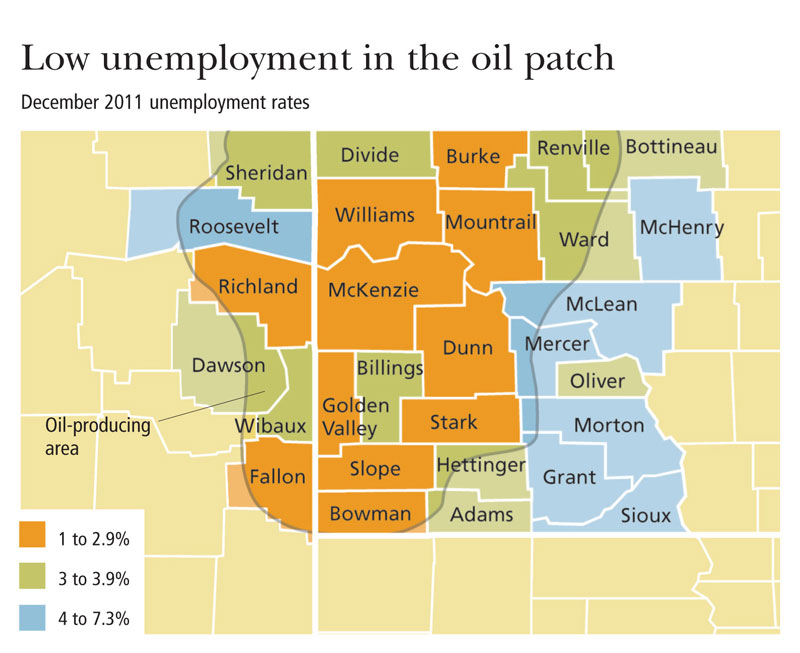 Low unemployment in the oil patch
December 2011 unemployment rates
Sheridan
Divide
Burke
Renville
Bottineau
Roosevelt
Williams
Mountrail
Ward
McHenry
Richland
McKenzie
McLean
Dawson
Billings
Dunn
Mercer
Oliver
Oil-producing
area
Wibaux
Golden
Valley
Stark
Morton
Fallon
Slope
Hettinger
Grant
Bowman
Adams
Sioux
1 to 2.9%
3 to 3.9%
4 to 7.3%